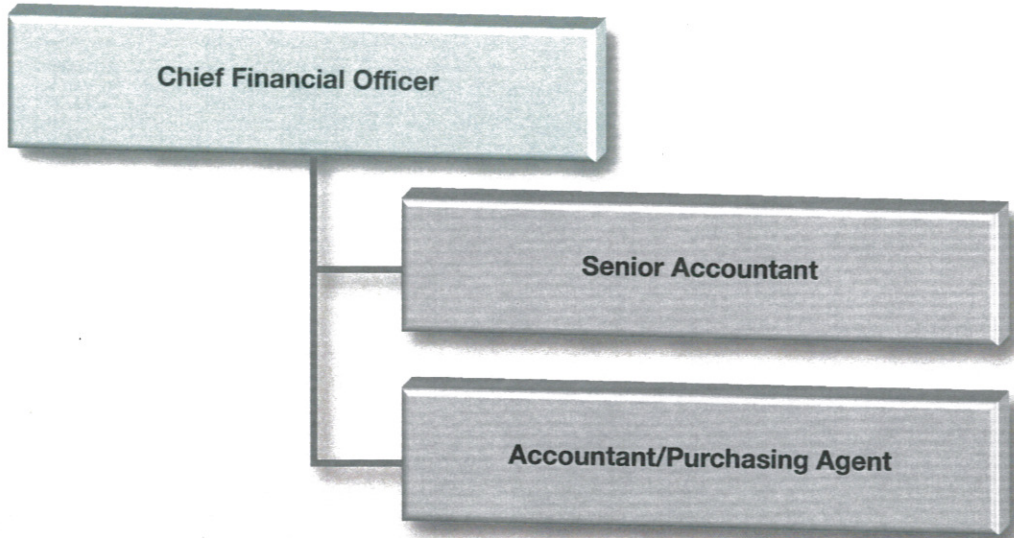 Chief Financial Officer
Senior Accountant
Accountant/Purchasing Agent